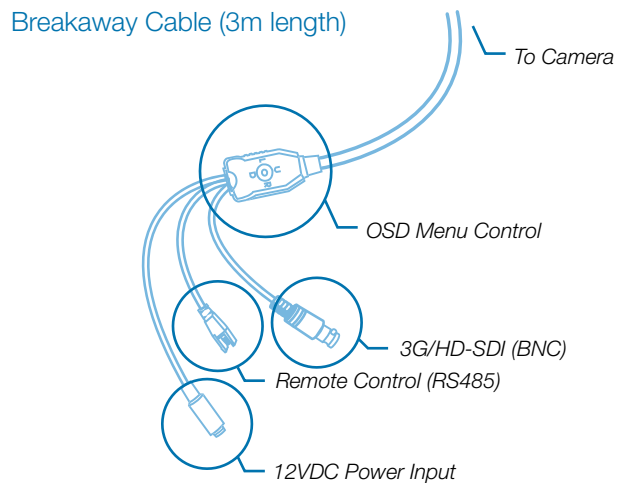 Breakaway Cable (3m length)
To Camera
OSD Menu Control
3G/HD-SDI (BNC)
Remote Control (RS485)
12VDC Power Input